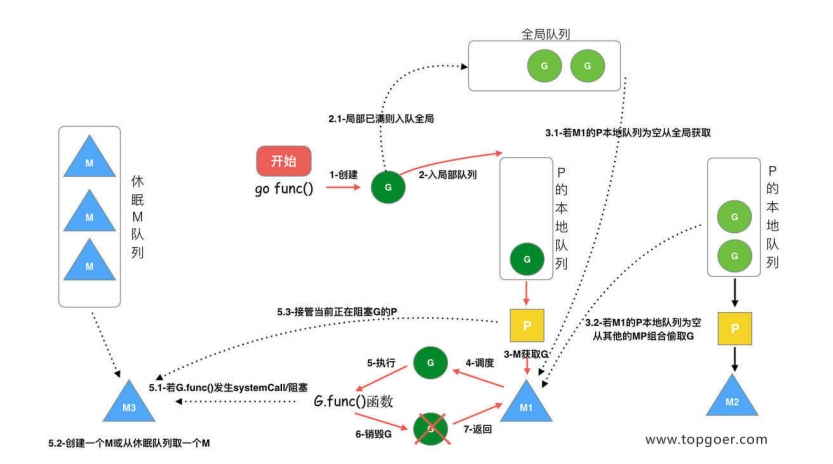 全局队列
G
G
2.1-局部已满则入队全局
3.1-若M1的P本地队列为空从全局获取
开始
go func()
1-创建
G
2-入局部队列
P的本地队列
G
P的本地队列
G
G
M
M
M
休眠M队列
5.3-接管当前正在阻塞G的P
P
3-M获取G
3.2-若M1的P本地队列为空
从其他的MP组合偷取G
P
5-执行
G
4-调度
5.1-若G.func()发生systemCall/阻塞
G.func()函数
M3
M1
M2
6-销毁G
G
7-返回
5.2-创建一个M或从休眠队列取一个M
www.topgoer.com